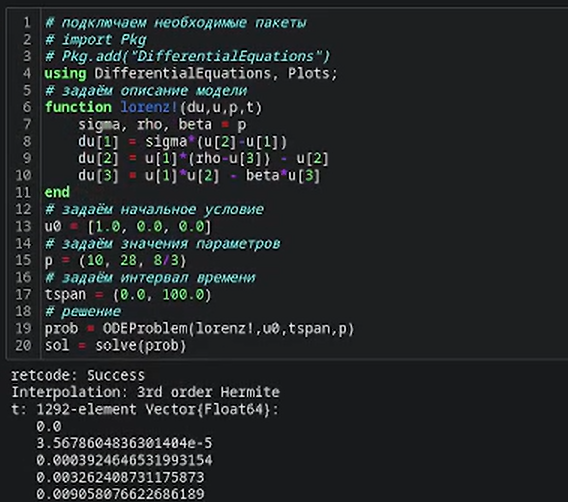 1 # подключаем необходимые пакеты
2 # import Pkg
3 # Pkg.add("DifferentialEquations")
4 using DifferentialEquations, Plots;
5 # задаём описание модели
6 function lorenz!(du,u,p,t)
7     sigma, rho, beta = p
8     du[1] = sigma*(u[2]-u[1])
9     du[2] = u[1]*(rho-u[3]) - u[2]
10     du[3] = u[1]*u[2] - beta*u[3]
11 end
12 # задаём начальное условие
13 u0 = [1.0, 0.0, 0.0]
14 # задаём значения параметров
15 p = (10, 28, 8/3)
16 # задаём интервал времени
17 tspan = (0.0, 100.0)
18 # решение
19 prob = ODEProblem(lorenz!,u0,tspan,p)
20 sol = solve(prob)
retcode: Success
Interpolation: 3rd order Hermite
t: 1292-element Vector{Float64}:
0.0
3.5678604836301404e-5
0.0003924646531993154
0.003262408731175873
0.009058076622686189